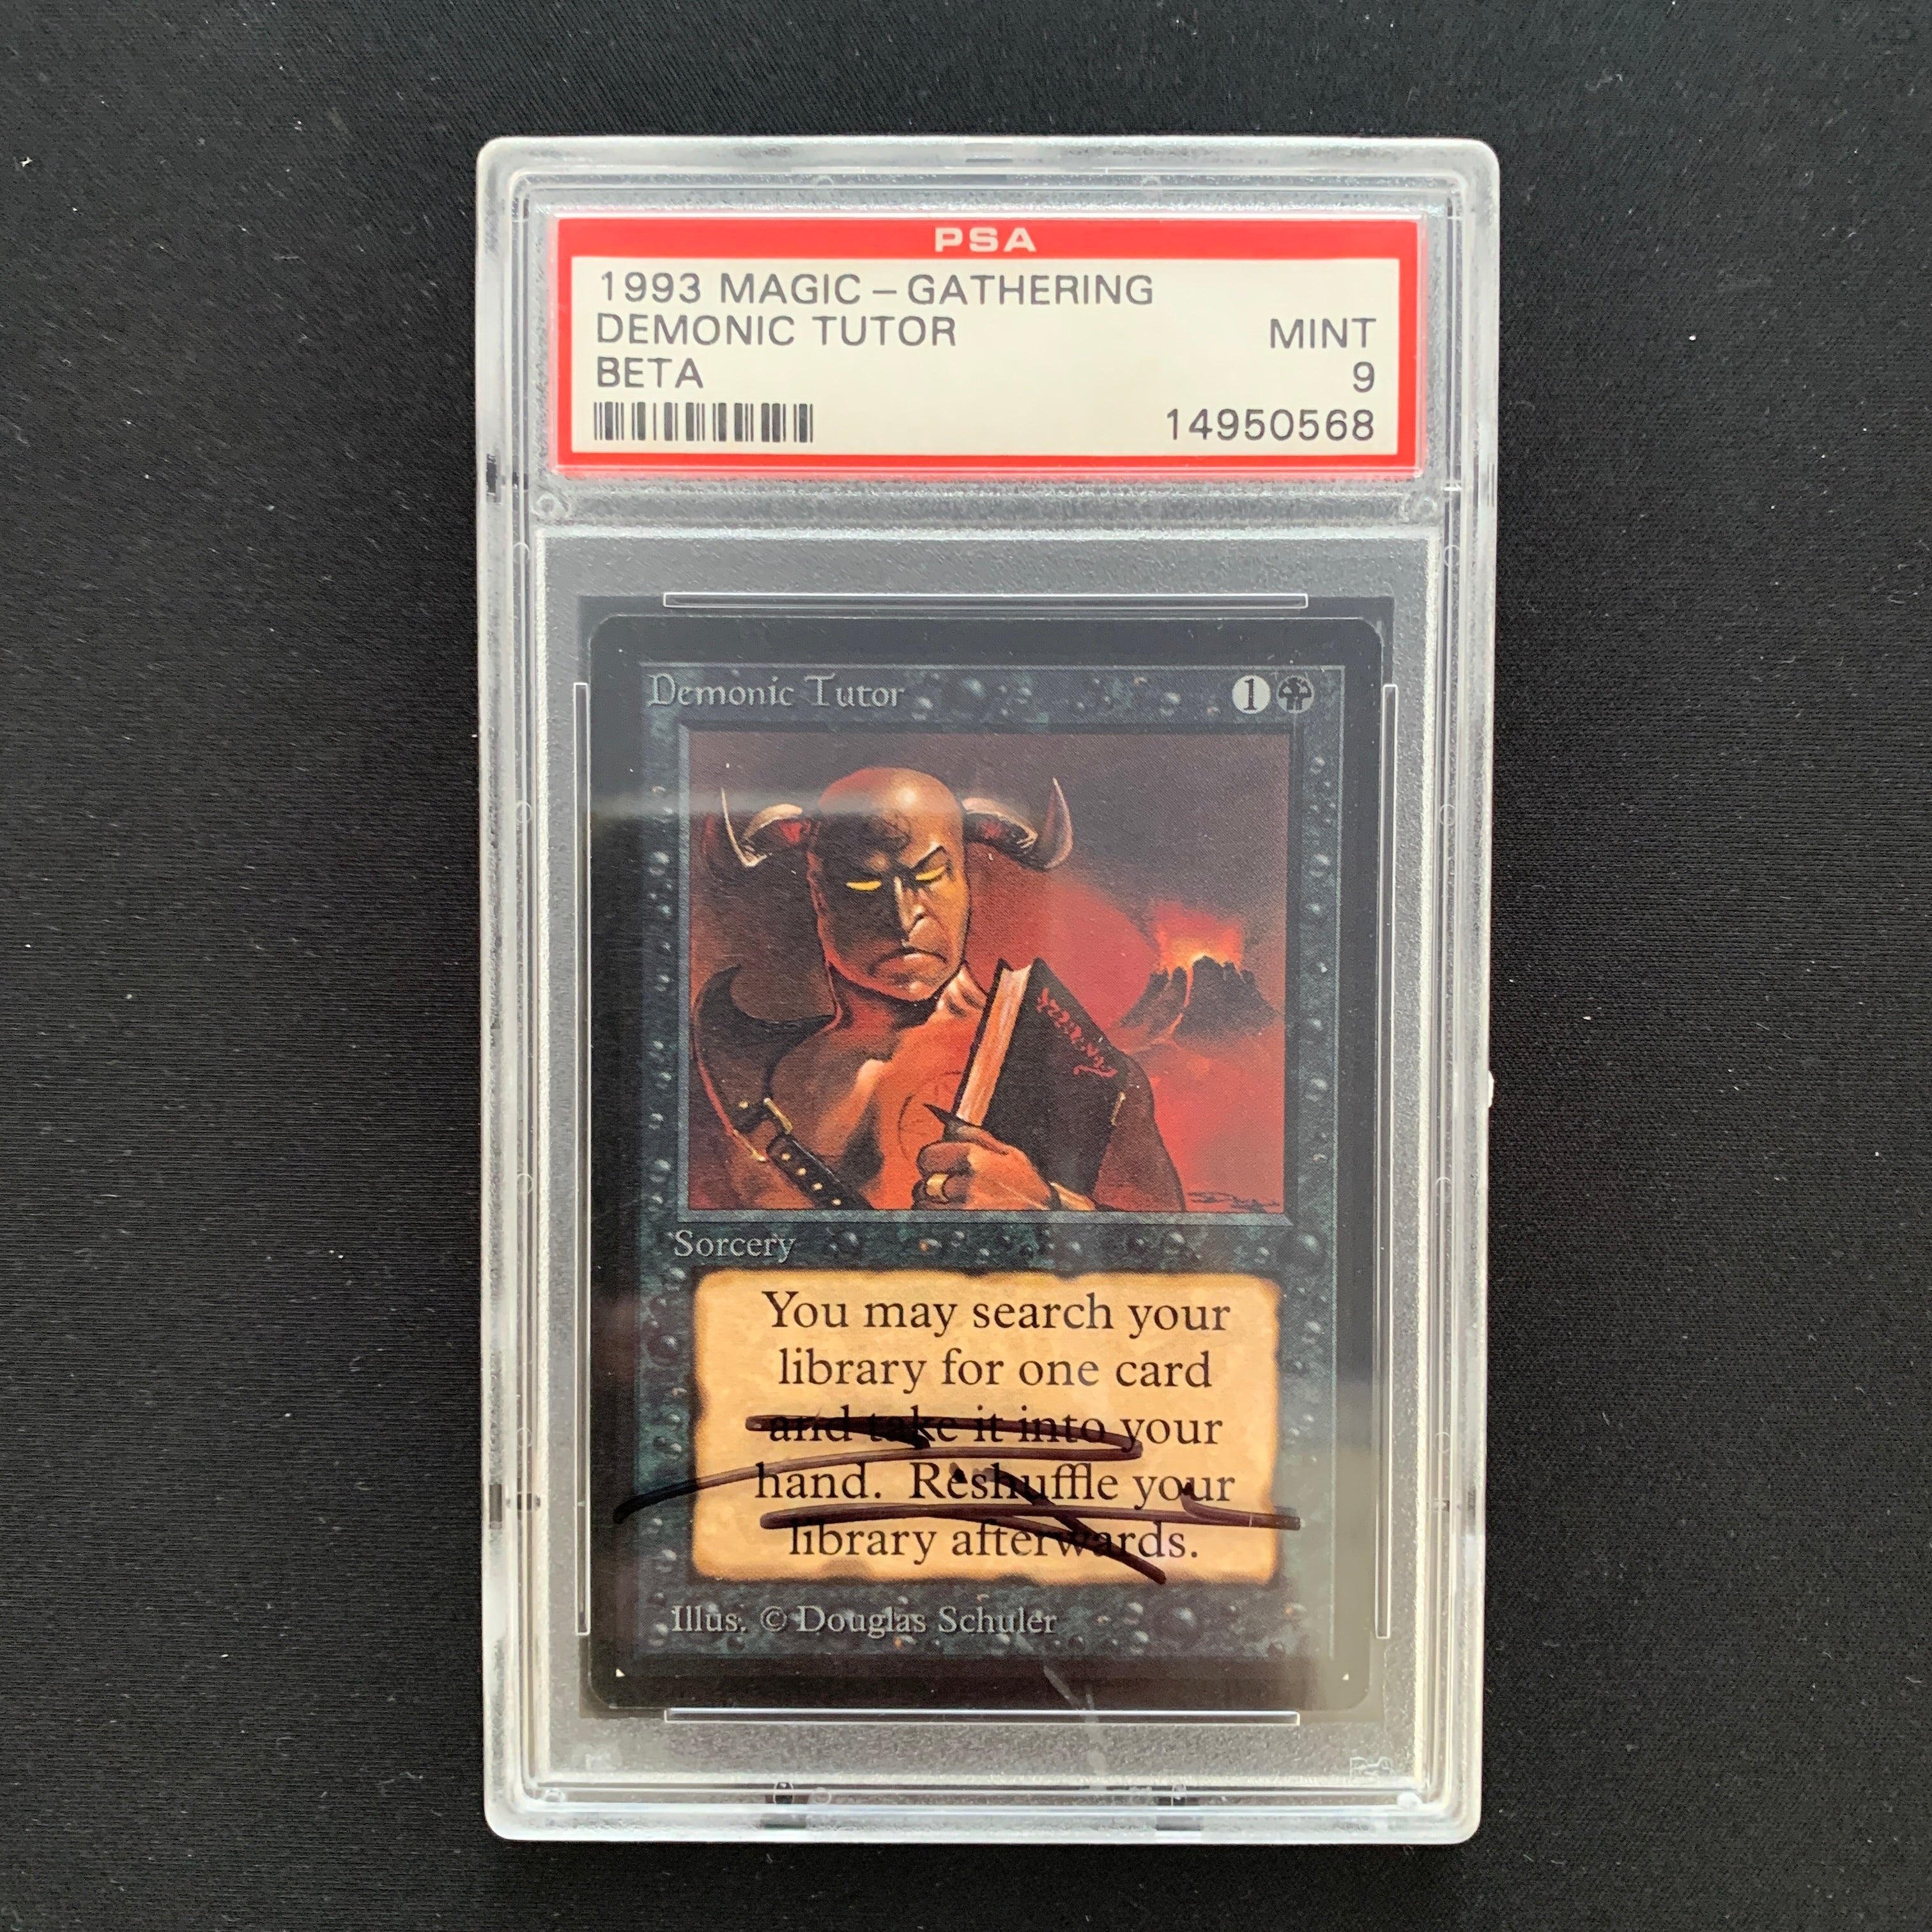 PSA
1993 MAGIC – GATHERING
DEMONIC TUTOR MINT
BETA 9
14950568
Demonic Tutor 1
Sorcery
You may search your
library for one card
and take it into your
hand. Reshuffle your
library afterwards.
Illus. © Douglas Schuler